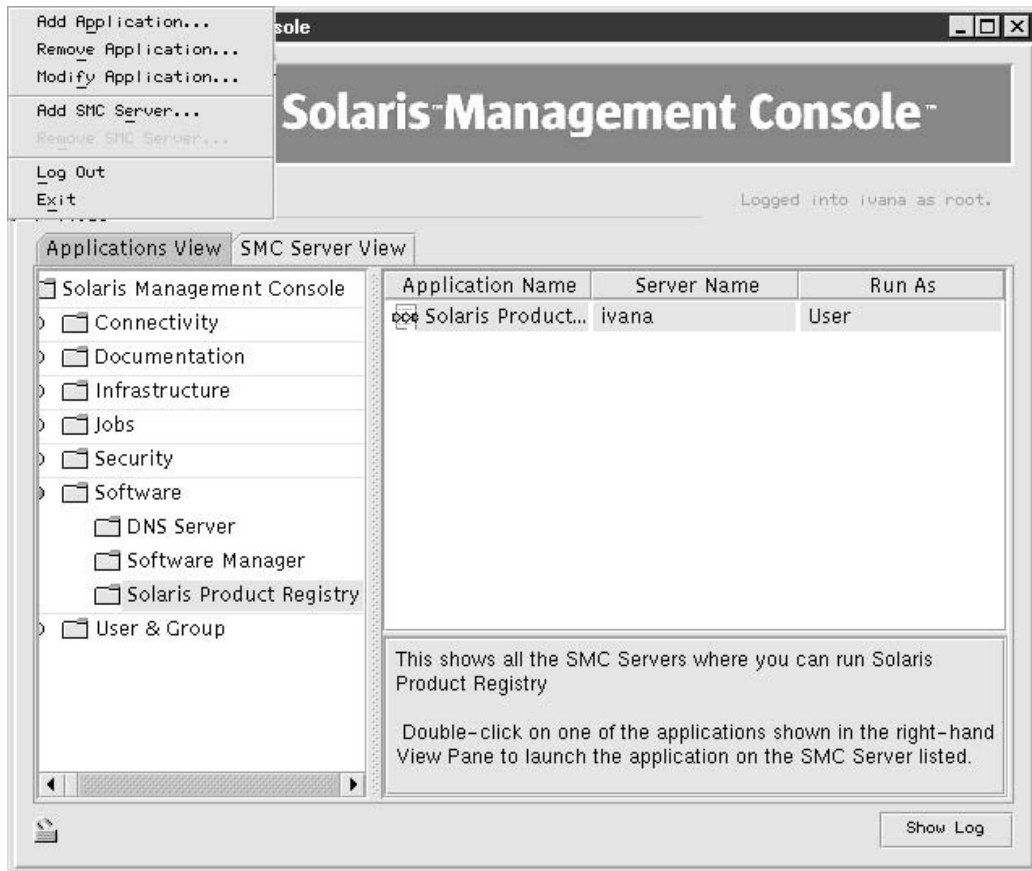 Add Application...
Remove Application...
Modify Application...
Add SMC Server...
Remove SMC Server...
Log Out
Exit
sole
Solaris™Management Console™
Logged into ivana as root.
Applications View
SMC Server View
Solaris Management Console
Connectivity
Documentation
Infrastructure
Jobs
Security
Software
DNS Server
Software Manager
Solaris Product Registry
User & Group
Application Name Server Name Run As
Solaris Product... ivana User
This shows all the SMC Servers where you can run Solaris
Product Registry
Double-click on one of the applications shown in the right-hand
View Pane to launch the application on the SMC Server listed.
Show Log